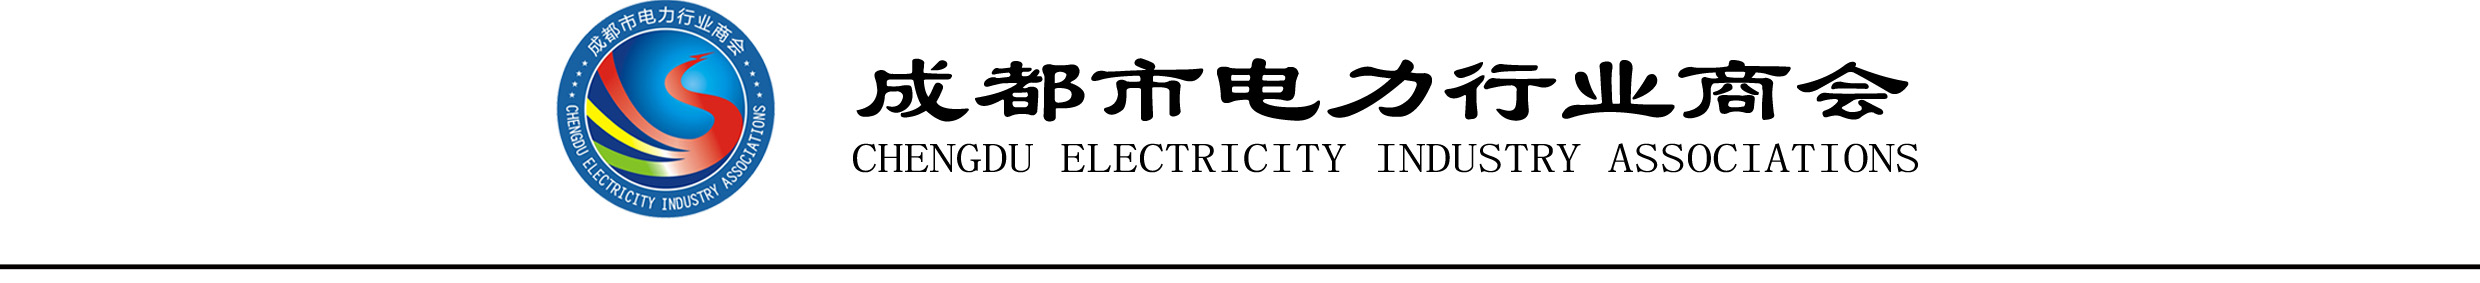 成都市电力行业商会
CHENGDU ELECTRICITY INDUSTRY ASSOCIATIONS
成都市电力行业商会
CHENGDU ELECTRICITY INDUSTRY ASSOCIATIONS